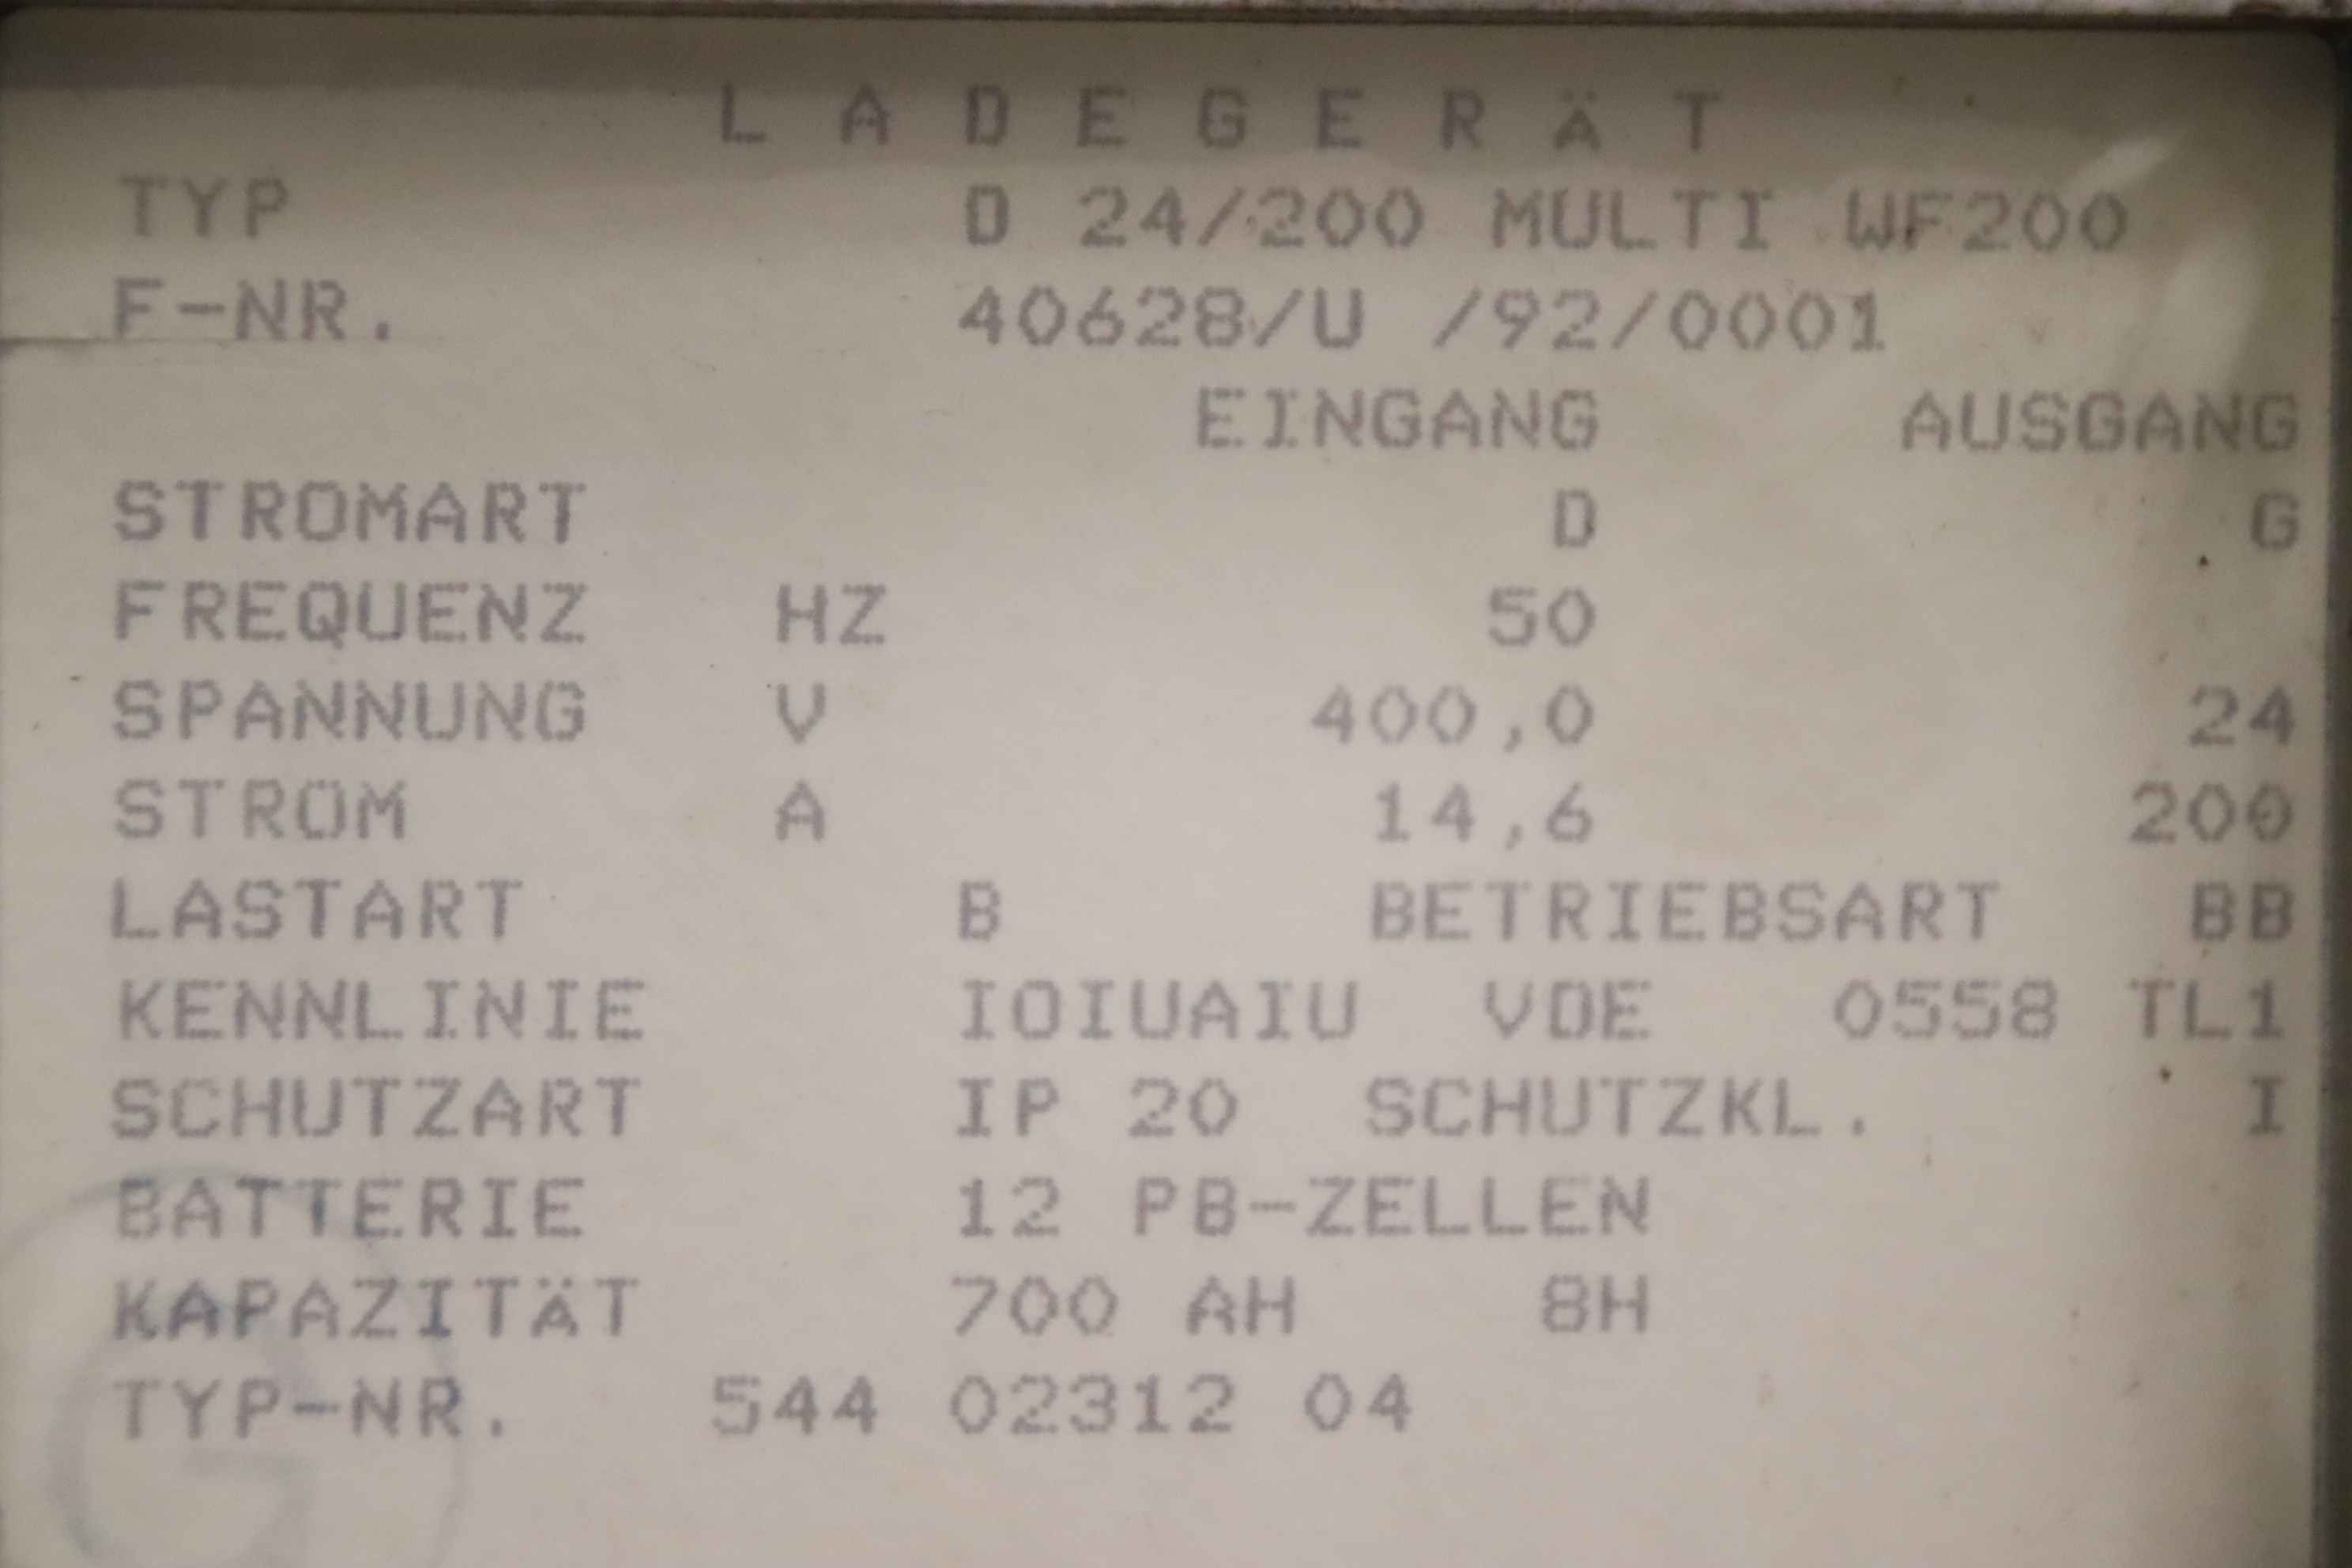 LADEGERÄT
TYP D 24/200 MULTI WF200
F-NR. 40628/U /92/0001
EINGANG AUSGANG
STROMART D G
FREQUENZ HZ 50
SPANNUNG V 400,0 24
STROM A 14,6 200
LASTART B BETRIEBSART BB
KENNLINIE IOIUAIU VDE 0558 TL1
SCHUTZART IP 20 SCHUTZKL. I
BATTERIE 12 PB-ZELLEN
KAPAZITÄT 700 AH 8H
TYP-NR. 544 02312 04
G